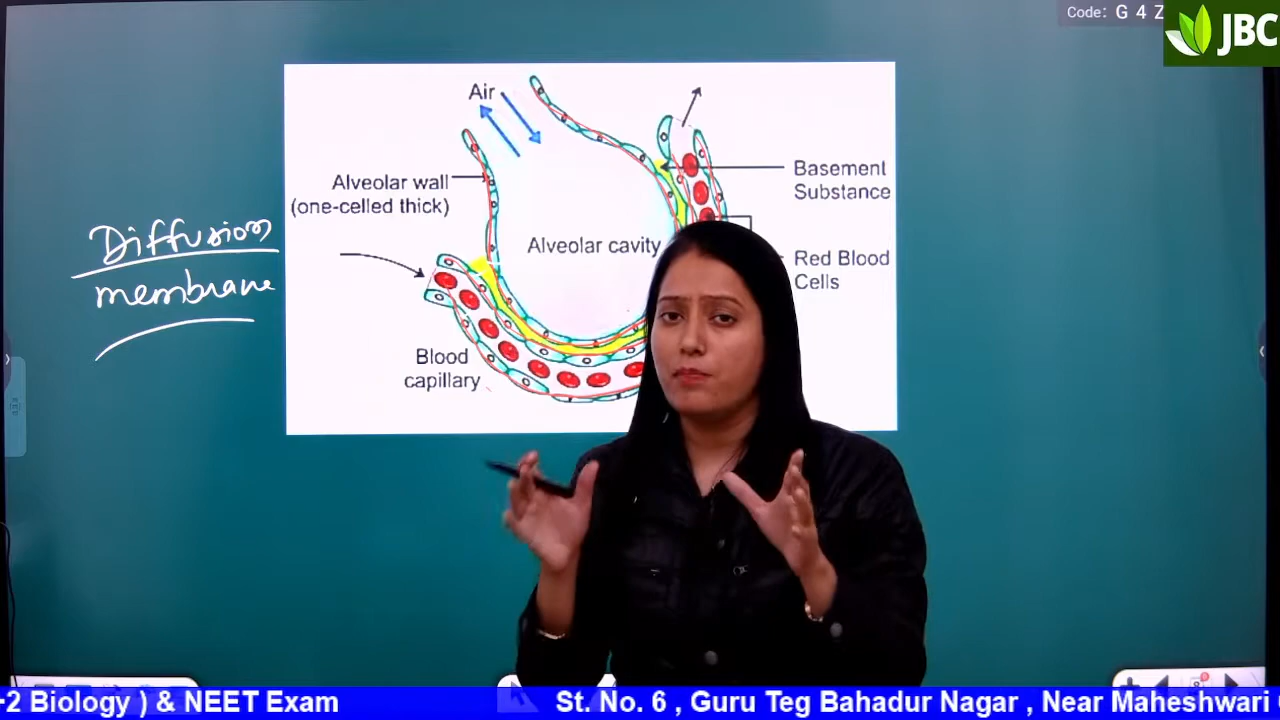 Code: G 4 Z
JBC
Air
Alveolar wall
(one-celled thick)
Basement
Substance
Diffusion
membrane
Alveolar cavity
Red Blood
Cells
Blood
capillary
-2 Biology ) & NEET Exam St. No. 6 , Guru Teg Bahadur Nagar , Near Maheshwari